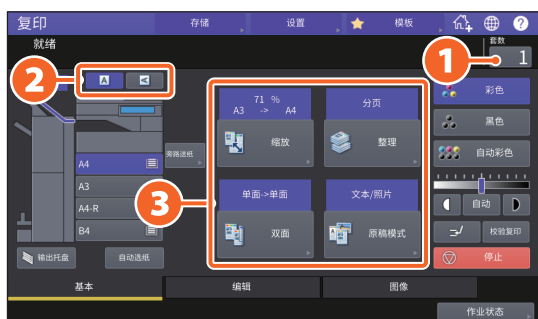 复印
存储
设置
模板
就绪
套数
1
1
2
A
A
71 %
A3 -> A4
缩放
分页
整理
旁路送纸
A4
A3
A4-R
B4
3
单面->单面
双面
文本/照片
原稿模式
彩色
黑色
自动彩色
自动
校验复印
停止
输出托盘
自动选纸
基本
编辑
图像
作业状态